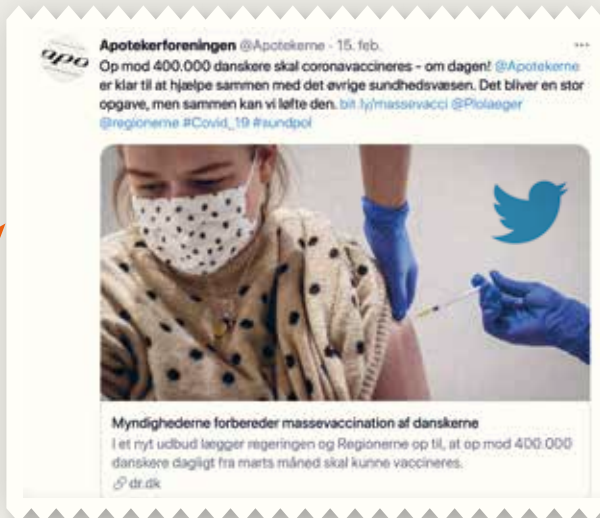 apo
Apotekerforeningen @Apotekerne · 15. feb.
Op mod 400.000 danskere skal coronavaccineres - om dagen! @Apotekerne
er klar til at hjælpe sammen med det øvrige sundhedsvæsen. Det bliver en stor
opgave, men sammen kan vi løfte den. bit.ly/massevacci @Plolaeger
@regionerne #Covid_19 #sundpol
Myndighederne forbereder massevaccination af danskerne
I et nyt udbud lægger regeringen og Regionerne op til, at op mod 400.000
danskere dagligt fra marts måned skal kunne vaccineres.
dr.dk